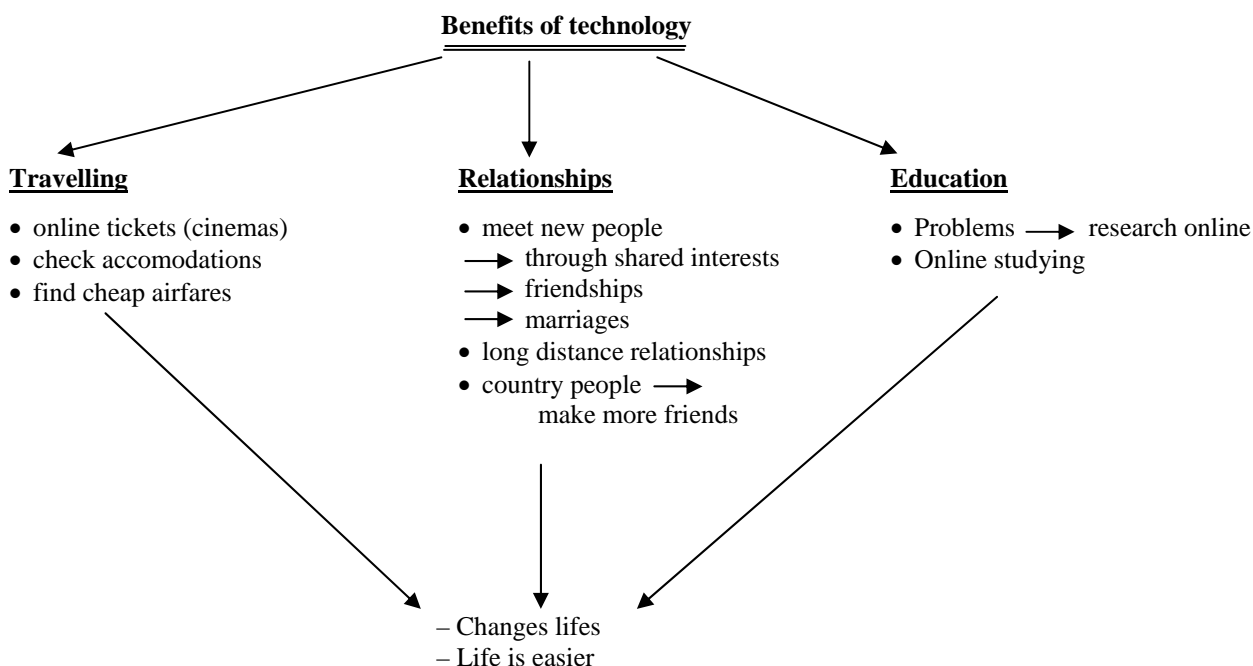 Benefits of technology
Travelling
• online tickets (cinemas)
• check accomodations
• find cheap airfares
Relationships
• meet new people
through shared interests
friendships
marriages
• long distance relationships
• country people
make more friends
Education
• Problems → research online
• Online studying
– Changes lifes
– Life is easier